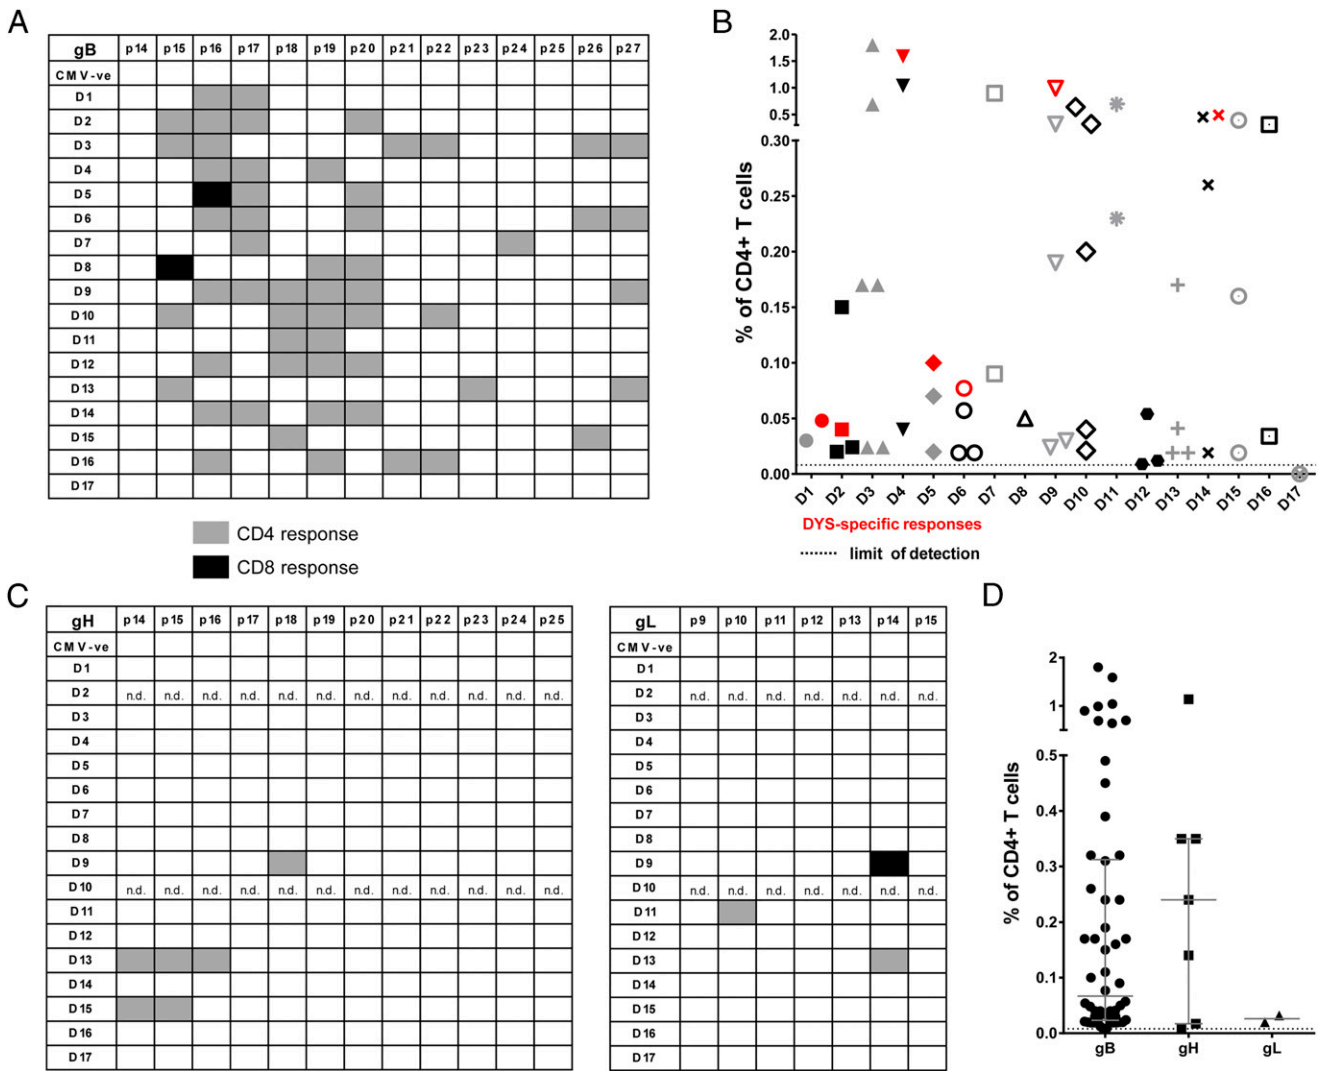 A
gB p14 p15 p16 p17 p18 p19 p20 p21 p22 p23 p24 p25 p26 p27
CMV-ve
D1
D2
D3
D4
D5
D6
D7
D8
D9
D10
D11
D12
D13
D14
D15
D16
D17
CD4 response
CD8 response
B
% of CD4+ T cells
2.0
1.5
1.0
0.5
0.30
0.25
0.20
0.15
0.10
0.05
0.00
D1 D2 D3 D4 D5 D6 D7 D8 D9 D10 D11 D12 D13 D14 D15 D16 D17
DYS-specific responses
limit of detection
C
gH p14 p15 p16 p17 p18 p19 p20 p21 p22 p23 p24 p25
CMV-ve
D1
D2 n.d. n.d. n.d. n.d. n.d. n.d. n.d. n.d. n.d. n.d. n.d. n.d.
D3
D4
D5
D6
D7
D8
D9
D10 n.d. n.d. n.d. n.d. n.d. n.d. n.d. n.d. n.d. n.d. n.d. n.d.
D11
D12
D13
D14
D15
D16
D17
gL p9 p10 p11 p12 p13 p14 p15
CMV-ve
D1
D2 n.d. n.d. n.d. n.d. n.d. n.d. n.d.
D3
D4
D5
D6
D7
D8
D9
D10 n.d. n.d. n.d. n.d. n.d. n.d. n.d.
D11
D12
D13
D14
D15
D16
D17
D
% of CD4+ T cells
2
1
0.5
0.4
0.3
0.2
0.1
0.0
gB gH gL